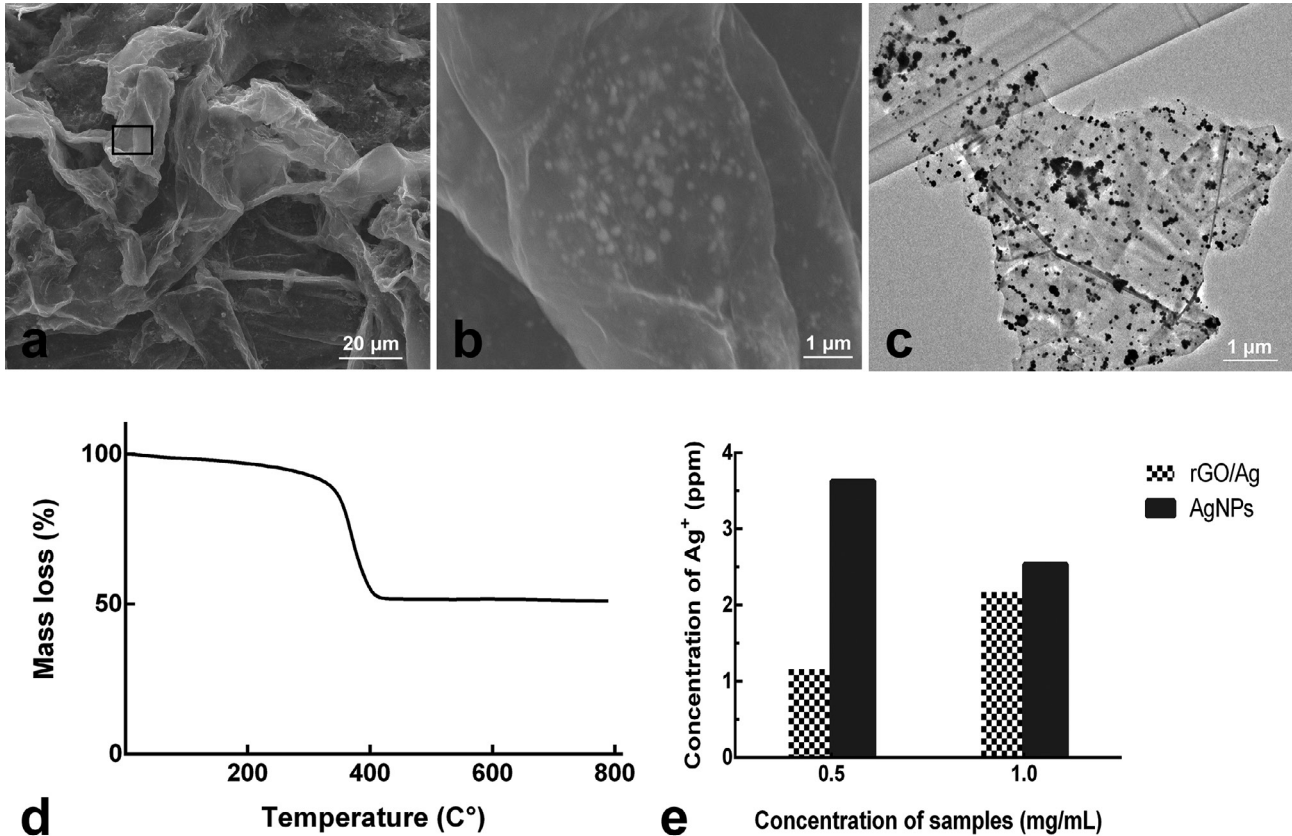 a
20 µm
b
1 µm
c
1 µm
100
50
0
200
400
600
800
Mass loss (%)
Temperature (C°)
d
4
3
2
1
0
0.5
1.0
Concentration of Ag⁺ (ppm)
Concentration of samples (mg/mL)
rGO/Ag
AgNPs
e